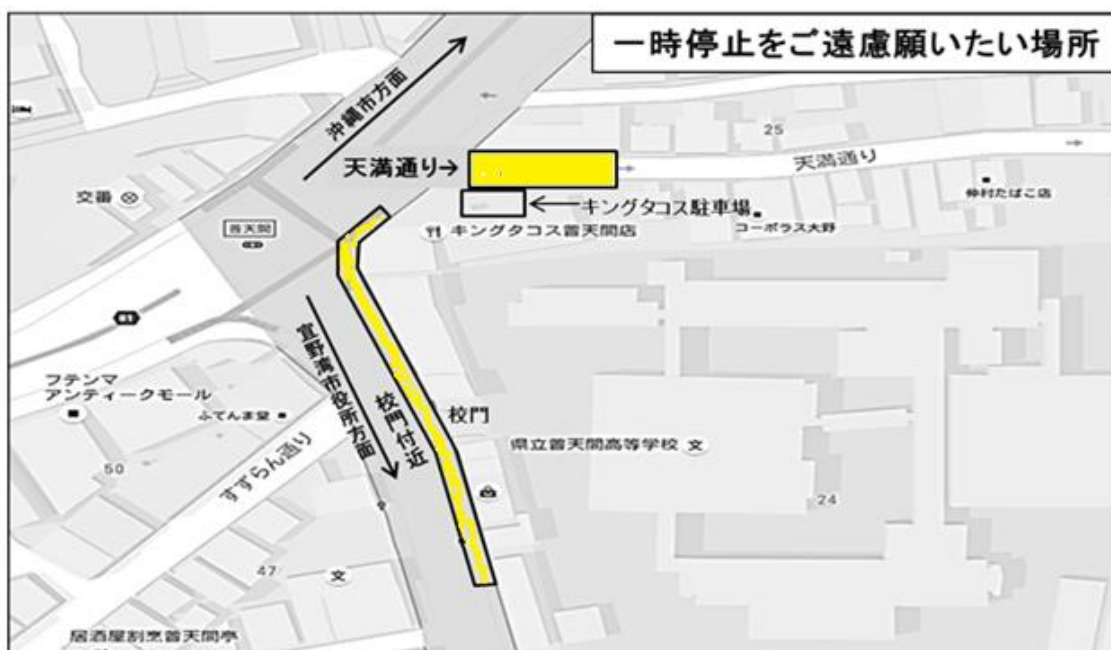 一時停止をご遠慮願いたい場所
沖縄市方面
25
天満通り→
天満通り
交番
キングタコス駐車場
仲村たばこ店
普天間
キングタコス普天間店
コーポラス大野
81
宜野湾市役所方面
フテンマ
アンティークモール
校門付近
校門
ふてんま堂
県立普天間高等学校
文
50
すずらん通り
24
47
文
居酒屋割烹普天間亭